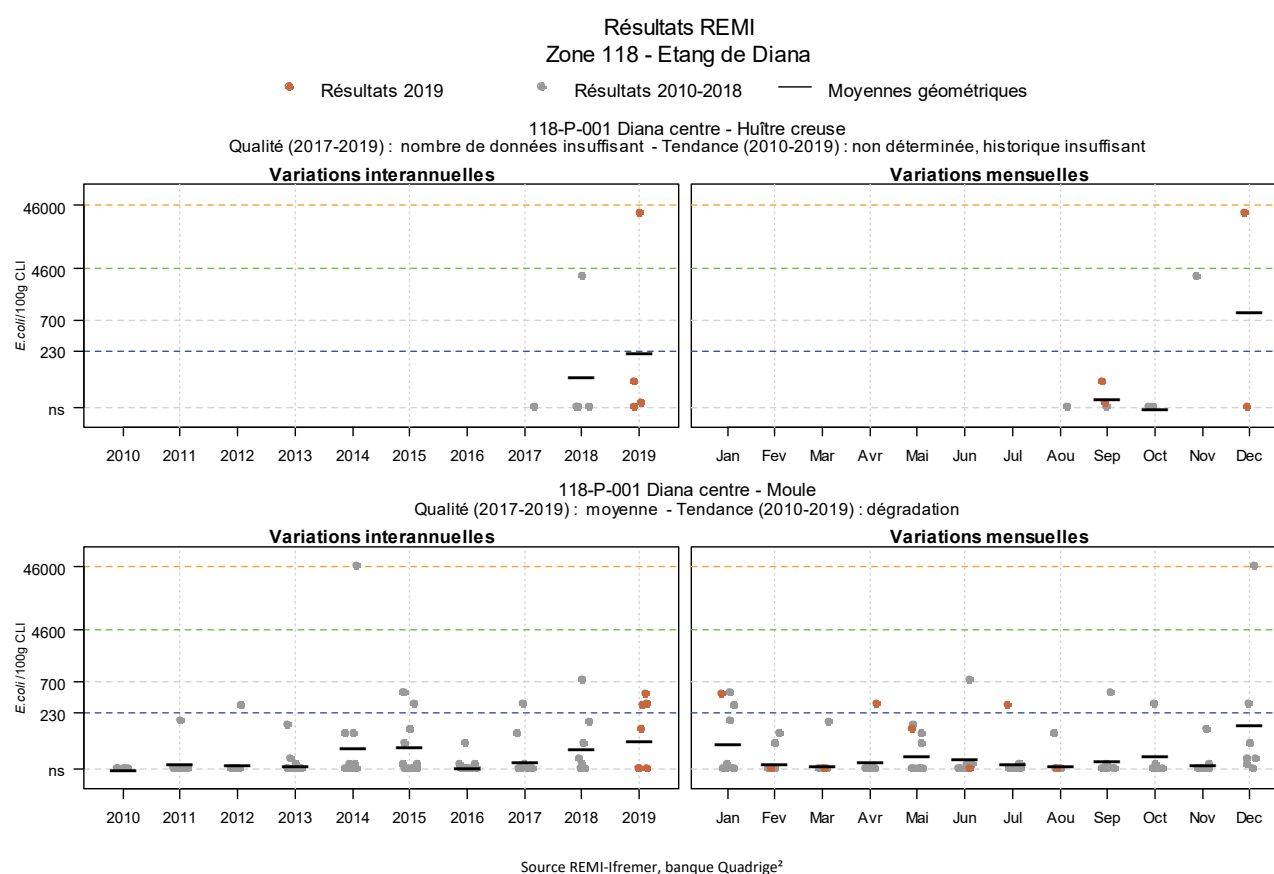 Résultats REMI
Zone 118 - Etang de Diana
Résultats 2019 Résultats 2010-2018 Moyennes géométriques
118-P-001 Diana centre - Huître creuse
Qualité (2017-2019) : nombre de données insuffisant - Tendance (2010-2019) : non déterminée, historique insuffisant
Variations interannuelles
E.coli/100g CLI
46000
4600
700
230
ns
2010 2011 2012 2013 2014 2015 2016 2017 2018 2019
Variations mensuelles
Jan Fev Mar Avr Mai Jun Jul Aou Sep Oct Nov Dec
118-P-001 Diana centre - Moule
Qualité (2017-2019) : moyenne - Tendance (2010-2019) : dégradation
Variations interannuelles
E.coli/100g CLI
46000
4600
700
230
ns
2010 2011 2012 2013 2014 2015 2016 2017 2018 2019
Variations mensuelles
Jan Fev Mar Avr Mai Jun Jul Aou Sep Oct Nov Dec
Source REMI-Ifremer, banque Quadrige²